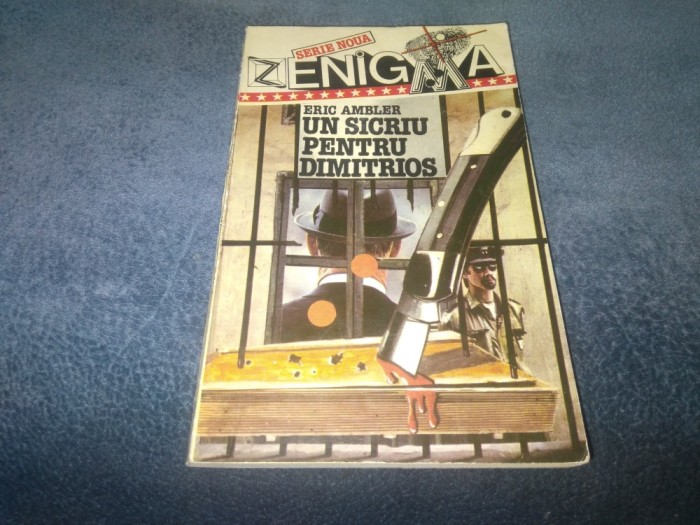 SERIE NOUA
ENIGMA
ERIC AMBLER
UN SICRIU
PENTRU
DIMITRIOS